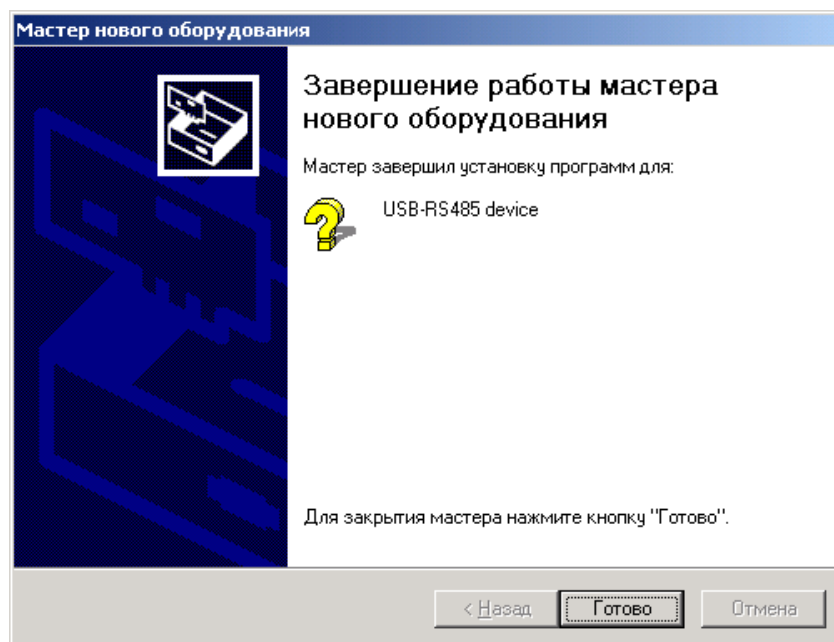 Мастер нового оборудования
Завершение работы мастера
нового оборудования
Мастер завершил установку программ для:
USB-RS485 device
Для закрытия мастера нажмите кнопку "Готово".
< Назад
Готово
Отмена